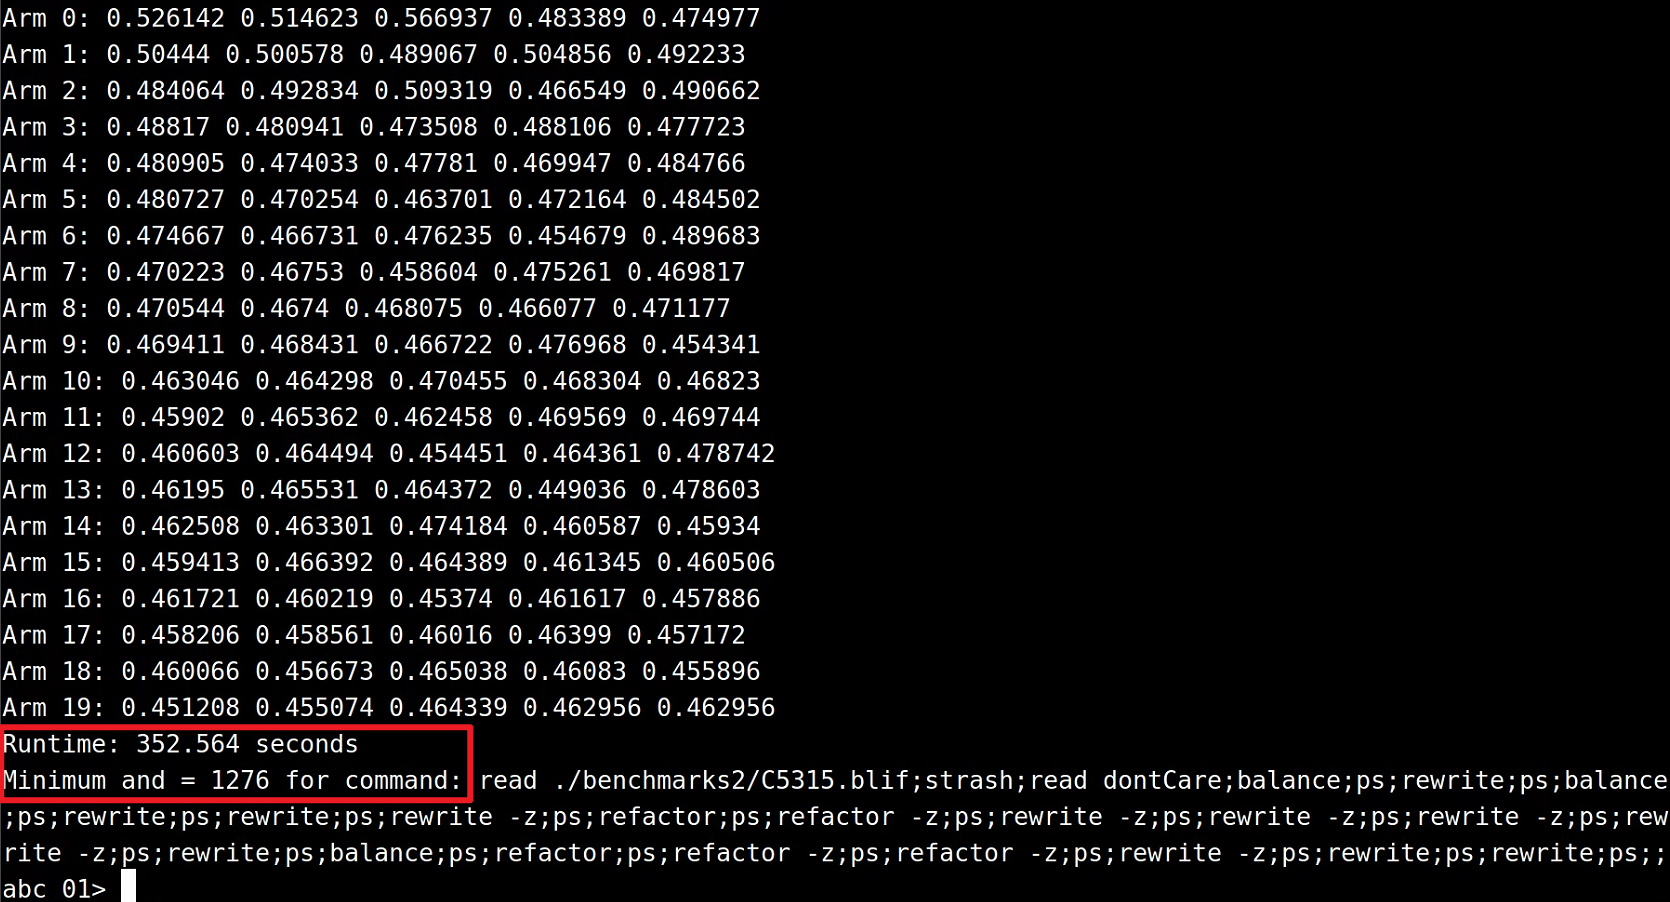 Arm 0: 0.526142 0.514623 0.566937 0.483389 0.474977
Arm 1: 0.50444 0.500578 0.489067 0.504856 0.492233
Arm 2: 0.484064 0.492834 0.509319 0.466549 0.490662
Arm 3: 0.48817 0.480941 0.473508 0.488106 0.477723
Arm 4: 0.480905 0.474033 0.47781 0.469947 0.484766
Arm 5: 0.480727 0.470254 0.463701 0.472164 0.484502
Arm 6: 0.474667 0.466731 0.476235 0.454679 0.489683
Arm 7: 0.470223 0.46753 0.458604 0.475261 0.469817
Arm 8: 0.470544 0.4674 0.468075 0.466077 0.471177
Arm 9: 0.469411 0.468431 0.466722 0.476968 0.454341
Arm 10: 0.463046 0.464298 0.470455 0.468304 0.46823
Arm 11: 0.45902 0.465362 0.462458 0.469569 0.469744
Arm 12: 0.460603 0.464494 0.454451 0.464361 0.478742
Arm 13: 0.46195 0.465531 0.464372 0.449036 0.478603
Arm 14: 0.462508 0.463301 0.474184 0.460587 0.45934
Arm 15: 0.459413 0.466392 0.464389 0.461345 0.460506
Arm 16: 0.461721 0.460219 0.45374 0.461617 0.457886
Arm 17: 0.458206 0.458561 0.46016 0.46399 0.457172
Arm 18: 0.460066 0.456673 0.465038 0.46083 0.455896
Arm 19: 0.451208 0.455074 0.464339 0.462956 0.462956
Runtime: 352.564 seconds
Minimum and = 1276 for command: read ./benchmarks2/C5315.blif;strash;read dontCare;balance;ps;rewrite;ps;balance
;ps;rewrite;ps;rewrite;ps;rewrite -z;ps;refactor;ps;refactor -z;ps;rewrite -z;ps;rewrite -z;ps;rewrite -z;ps;rew
rite -z;ps;rewrite;ps;balance;ps;refactor;ps;refactor -z;ps;refactor -z;ps;rewrite -z;ps;rewrite;ps;rewrite;ps;;
abc 01>